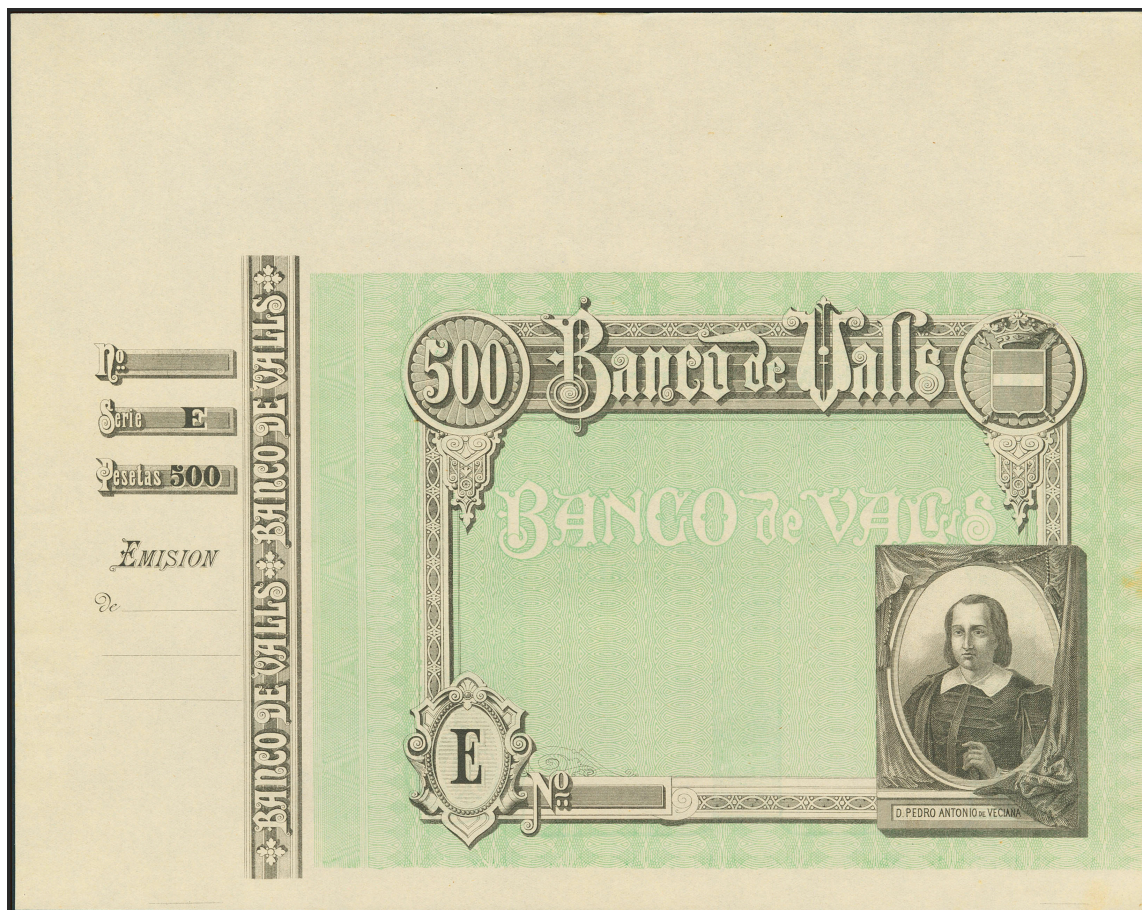 Nº
Serie E
Pesetas 500
EMISION
de
BANCO DE VALLS BANCO DE VALLS
500 Banco de Valls
BANCO de VALLS
E
Nº
D. PEDRO ANTONIO DE VECIANA